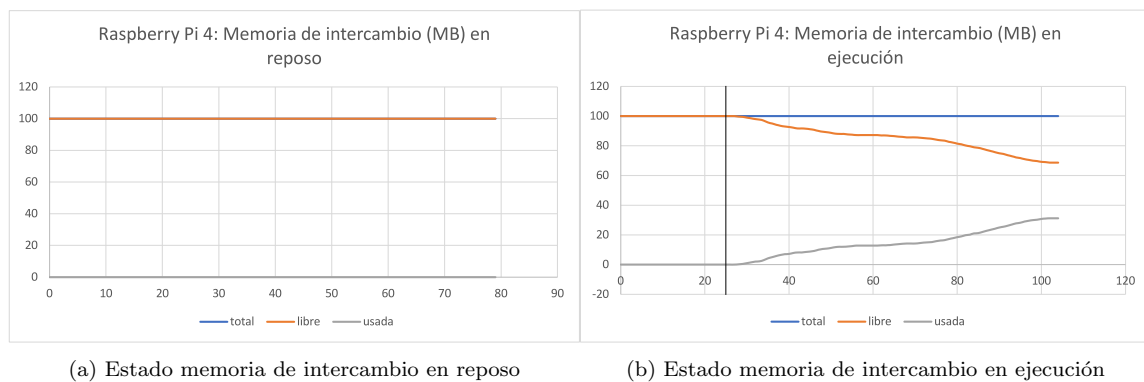 Raspberry Pi 4: Memoria de intercambio (MB) en
reposo
120
100
80
60
40
20
0
0 10 20 30 40 50 60 70 80 90
total libre usada
(a) Estado memoria de intercambio en reposo
Raspberry Pi 4: Memoria de intercambio (MB) en
ejecución
120
100
80
60
40
20
0
-20
0 20 40 60 80 100 120
total libre usada
(b) Estado memoria de intercambio en ejecución